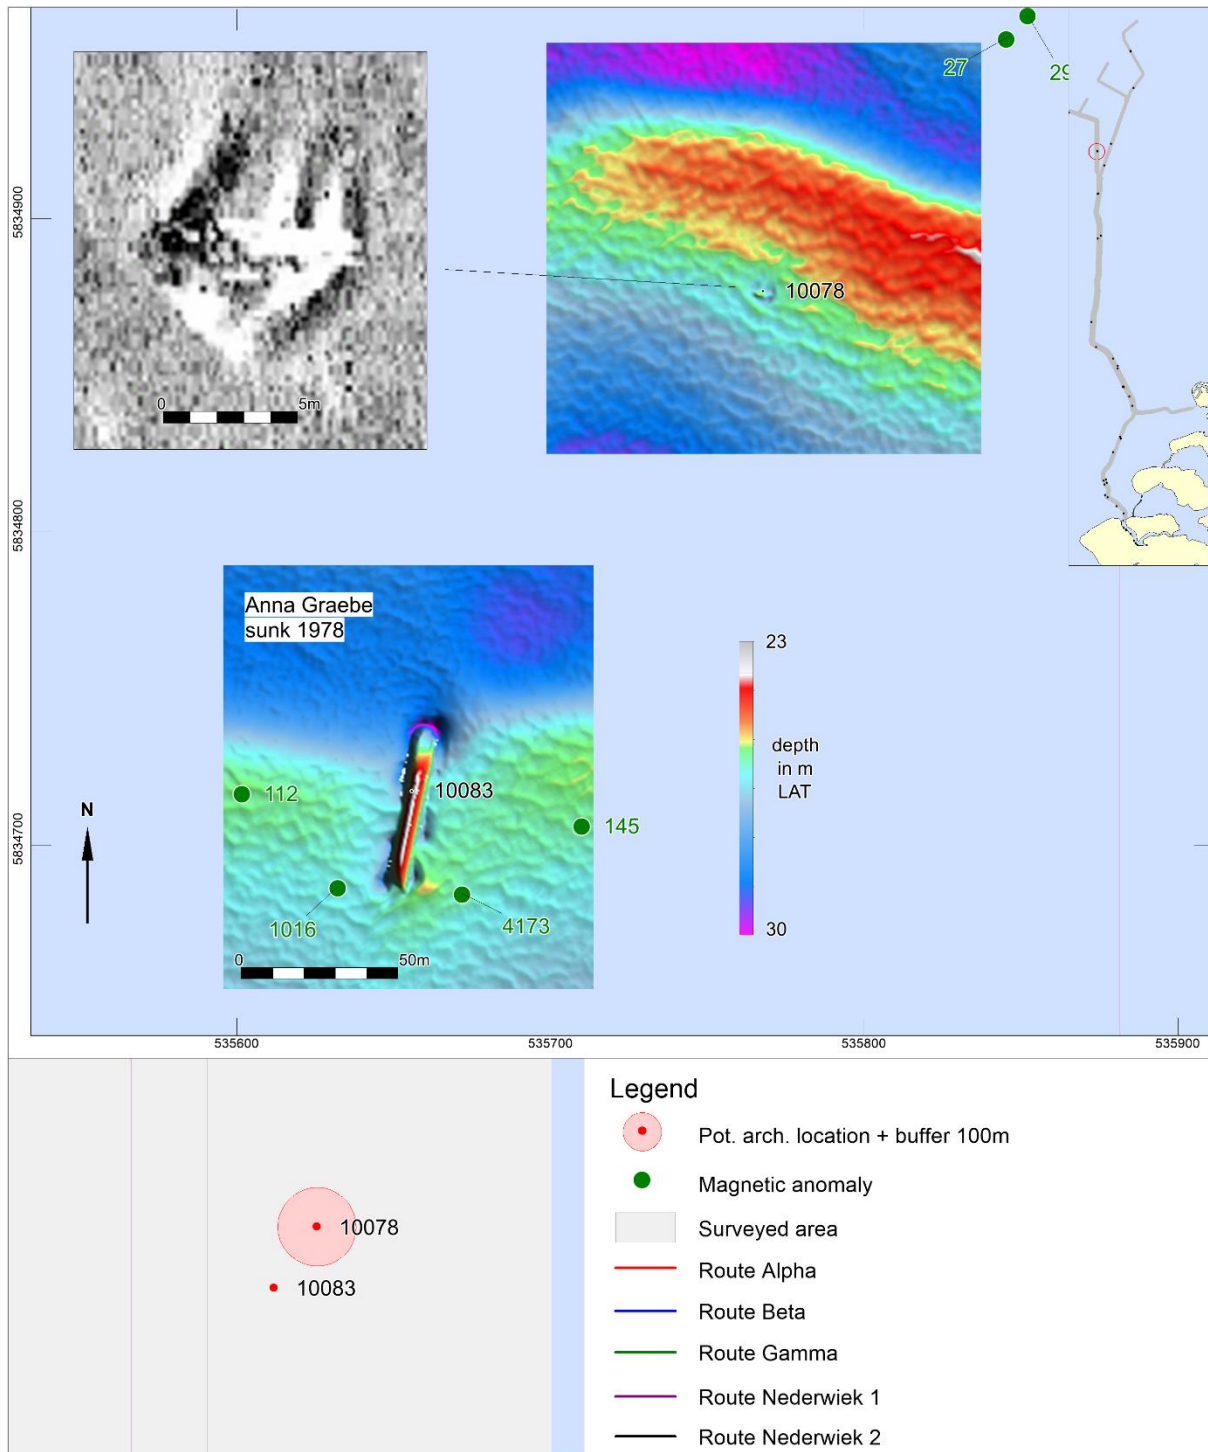 27
29
5834900
0
5m
10078
5834800
Anna Graebe
sunk 1978
23
depth
in m
LAT
30
112
10083
145
N
5834700
1016
4173
0
50m
535600
535700
535800
535900
Legend
Pot. arch. location + buffer 100m
Magnetic anomaly
Surveyed area
Route Alpha
Route Beta
Route Gamma
Route Nederwiek 1
Route Nederwiek 2
10078
10083